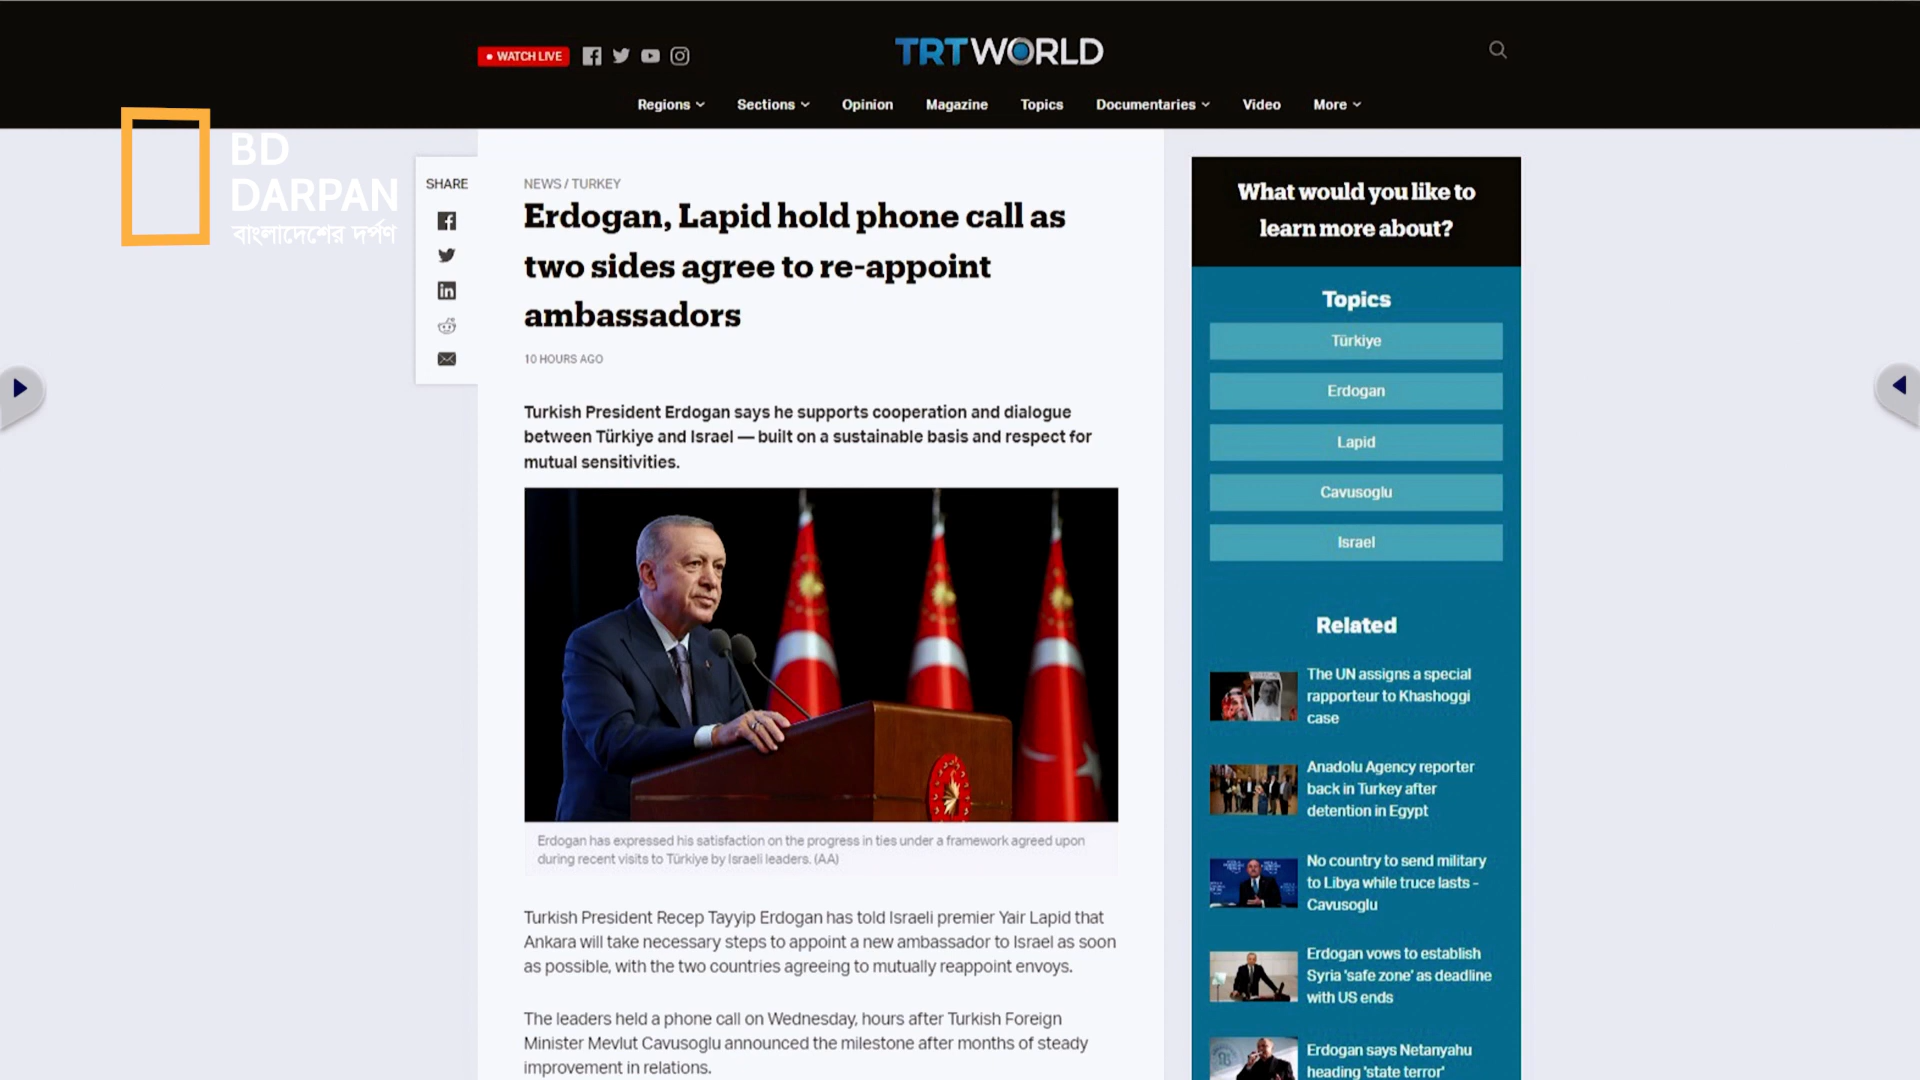 WATCH LIVE
TRTWORLD
Regions
Sections
Opinion
Magazine
Topics
Documentaries
Video
More
BD
DARPAN
বাংলাদেশের দর্পণ
SHARE
NEWS / TURKEY
Erdogan, Lapid hold phone call as
two sides agree to re-appoint
ambassadors
10 HOURS AGO
Turkish President Erdogan says he supports cooperation and dialogue
between Türkiye and Israel — built on a sustainable basis and respect for
mutual sensitivities.
Erdogan has expressed his satisfaction on the progress in ties under a framework agreed upon
during recent visits to Türkiye by Israeli leaders. (AA)
Turkish President Recep Tayyip Erdogan has told Israeli premier Yair Lapid that
Ankara will take necessary steps to appoint a new ambassador to Israel as soon
as possible, with the two countries agreeing to mutually reappoint envoys.
The leaders held a phone call on Wednesday, hours after Turkish Foreign
Minister Mevlut Cavusoglu announced the milestone after months of steady
improvement in relations.
What would you like to
learn more about?
Topics
Türkiye
Erdogan
Lapid
Cavusoglu
Israel
Related
The UN assigns a special
rapporteur to Khashoggi
case
Anadolu Agency reporter
back in Turkey after
detention in Egypt
No country to send military
to Libya while truce lasts -
Cavusoglu
Erdogan vows to establish
Syria 'safe zone' as deadline
with US ends
Erdogan says Netanyahu
heading 'state terror'